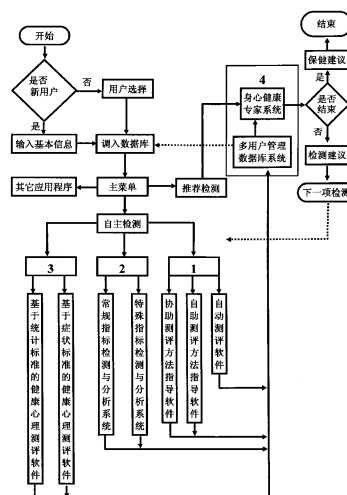 开始
是否
新用户
否
用户选择
是
输入基本信息
调入数据库
其它应用程序
主菜单
推荐检测
自主检测
4
身心健康
专家系统
多用户管理
数据库系统
结束
保健建议
是
是否
结束
否
检测建议
下一项检测
3
2
1
基于统计标准的健康心理测评软件
基于症状标准的健康心理测评软件
常规指标检测与分析系统
特殊指标检测与分析系统
协助测评方法指导软件
自助测评方法指导软件
自动测评软件